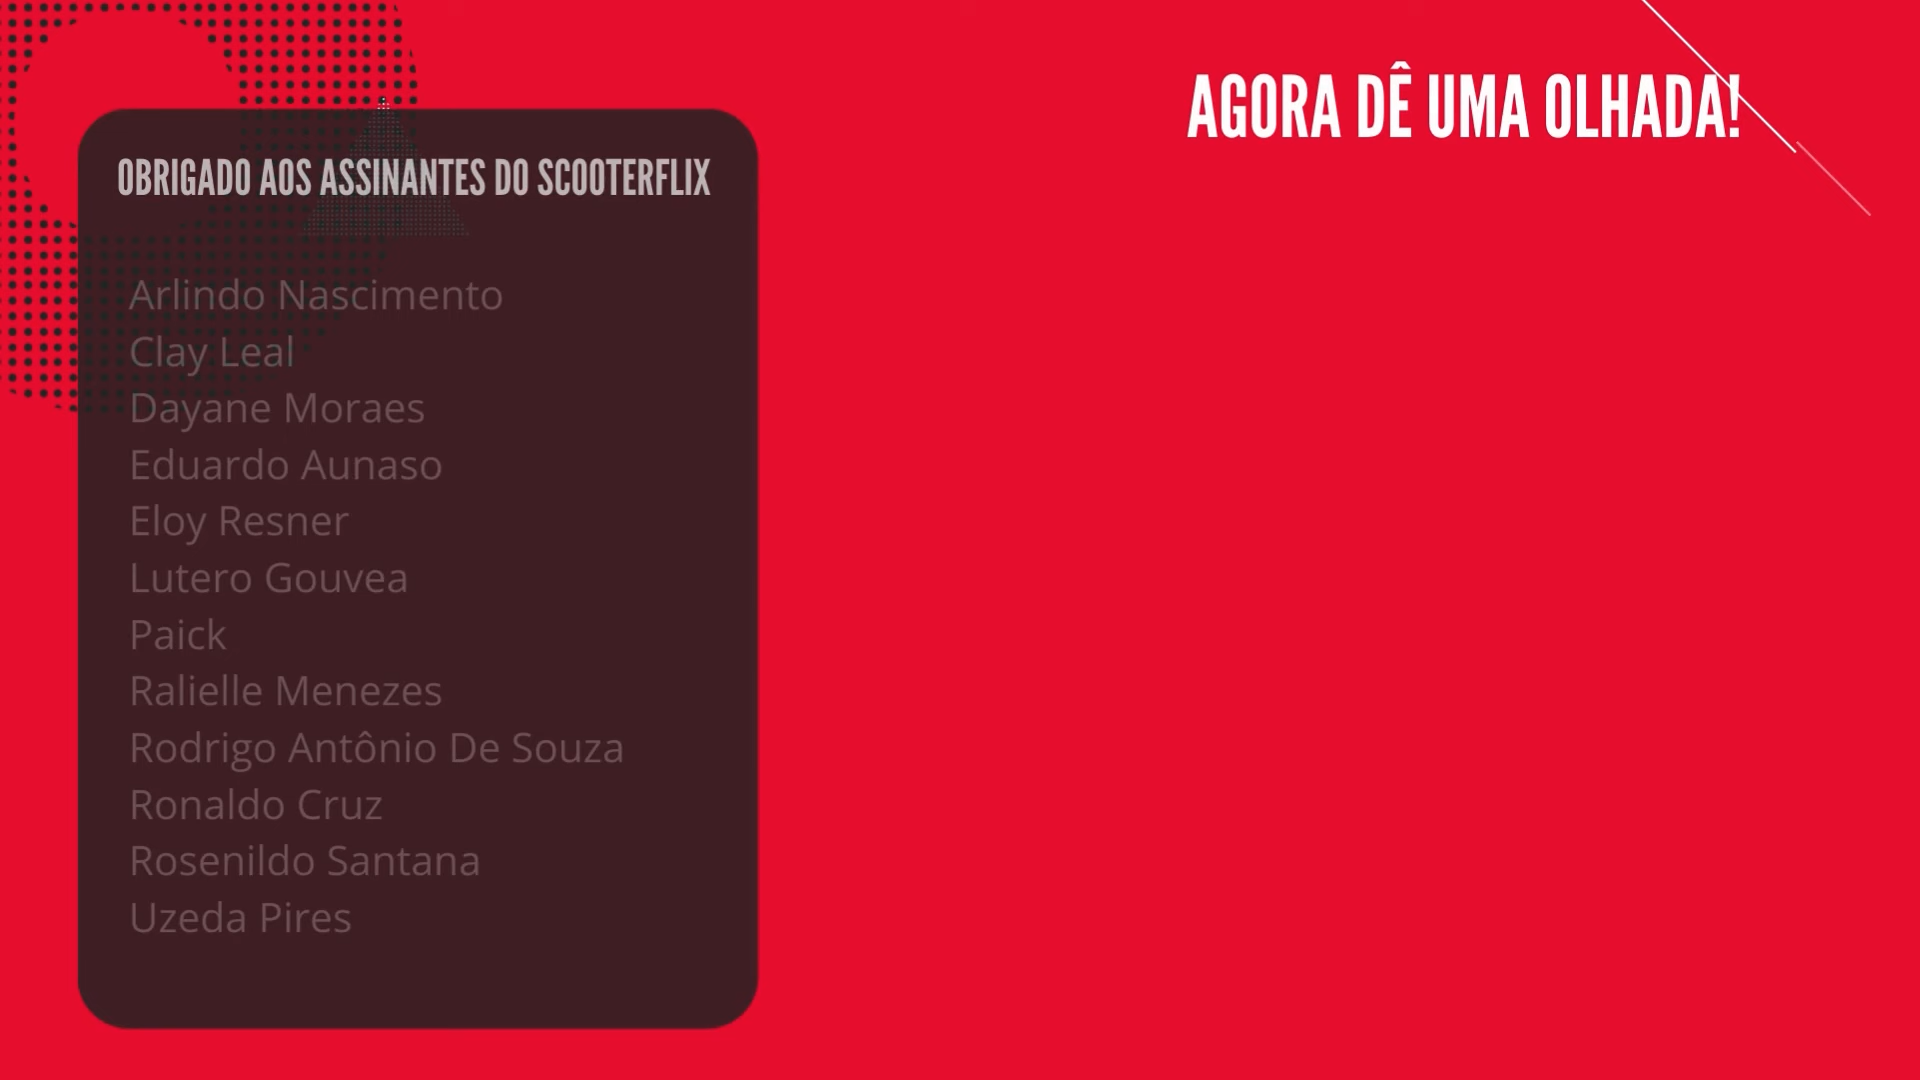 AGORA DÊ UMA OLHADA!
OBRIGADO AOS ASSINANTES DO SCOOTERFLIX
Arlindo Nascimento
Clay Leal
Dayane Moraes
Eduardo Aunaso
Eloy Resner
Lutero Gouvea
Paick
Ralielle Menezes
Rodrigo Antônio De Souza
Ronaldo Cruz
Rosenildo Santana
Uzeda Pires